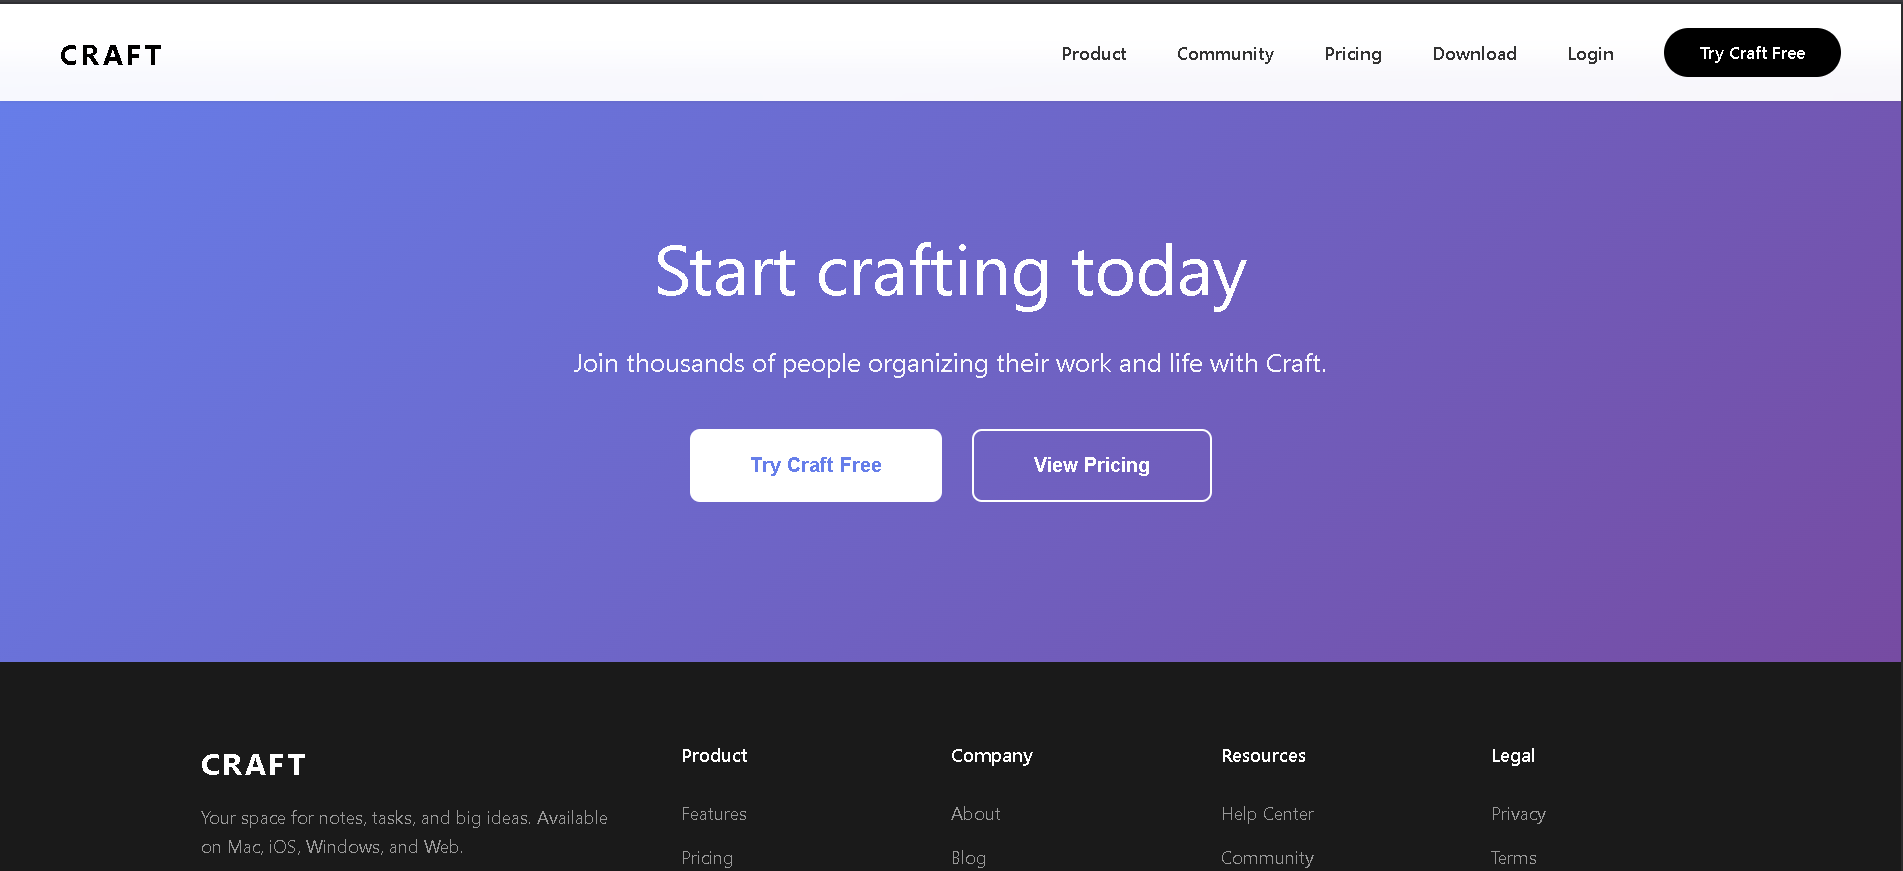 CRAFT
Product
Community
Pricing
Download
Login
Try Craft Free
Start crafting today
Join thousands of people organizing their work and life with Craft.
Try Craft Free
View Pricing
CRAFT
Your space for notes, tasks, and big ideas. Available
on Mac, iOS, Windows, and Web.
Product
Features
Pricing
Company
About
Blog
Resources
Help Center
Community
Legal
Privacy
Terms